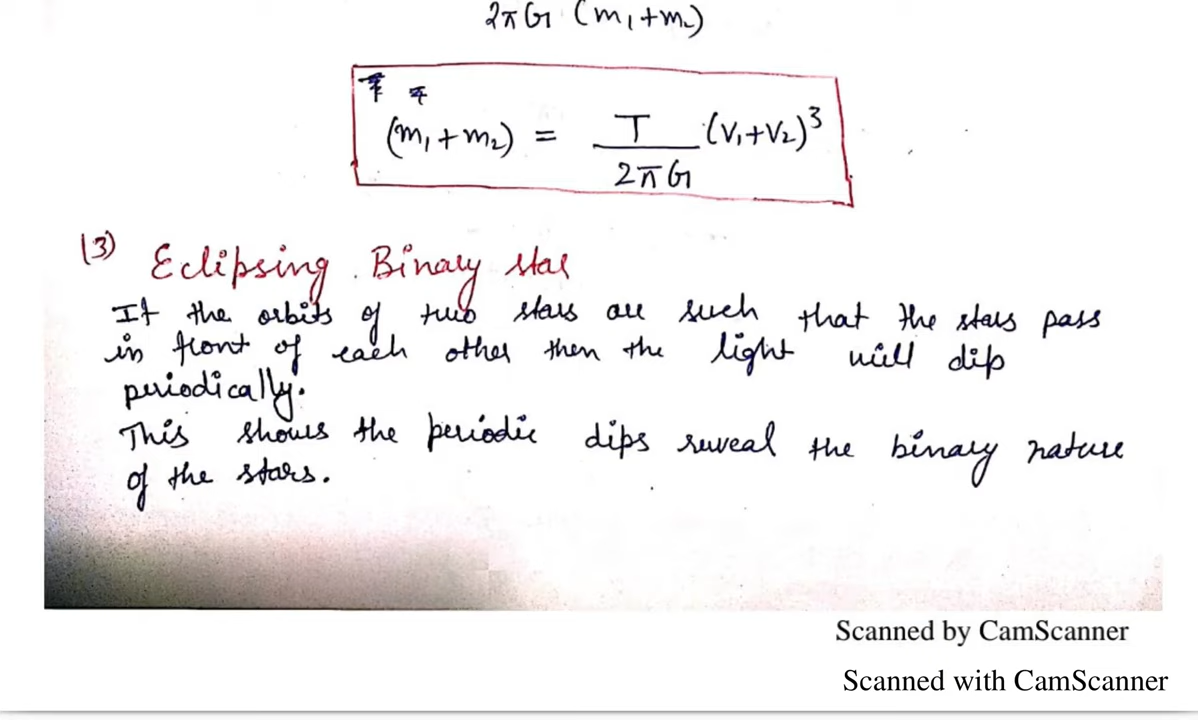 2πG (m₁+m₂)
(m₁+m₂) = T/2πG (V₁+V₂)³
(3) Eclipsing Binary star
If the orbits of two stars are such that the stars pass
in front of each other then the light will dip
periodically.
This shows the periodic dips reveal the binary nature
of the stars.
Scanned by CamScanner
Scanned with CamScanner